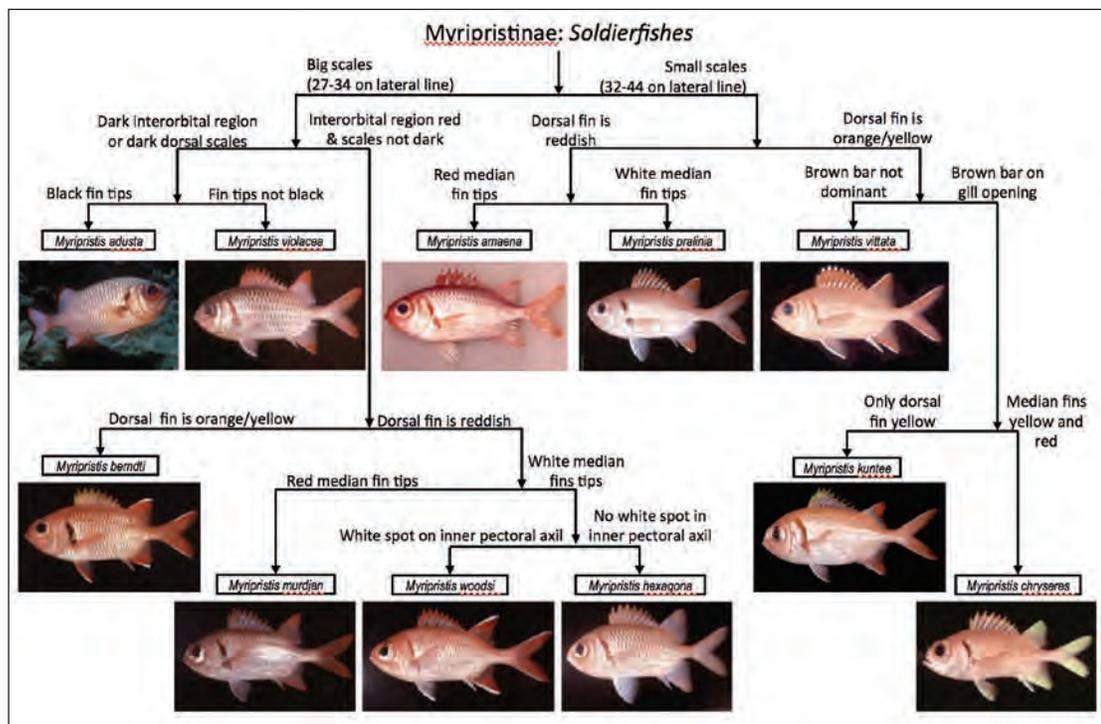 Myripristinae: Soldierfishes
Big scales
(27-34 on lateral line)
Small scales
(32-44 on lateral line)
Dark interorbital region
or dark dorsal scales
Interorbital region red
& scales not dark
Dorsal fin is
reddish
Dorsal fin is
orange/yellow
Black fin tips
Fin tips not black
Red median
fin tips
White median
fin tips
Brown bar not
dominant
Brown bar on
gill opening
Myripristis adusta
Myripristis violacea
Myripristis amaena
Myripristis pralinia
Myripristis vittata
Dorsal fin is orange/yellow
Dorsal fin is reddish
Only dorsal
fin yellow
Median fins
yellow and
red
Myripristis berndti
Myripristis kuntee
Red median fin tips
White median
fins tips
White spot on inner pectoral axil
No white spot in
inner pectoral axil
Myripristis murdjan
Myripristis woodsi
Myripristis hexagona
Myripristis chryseres